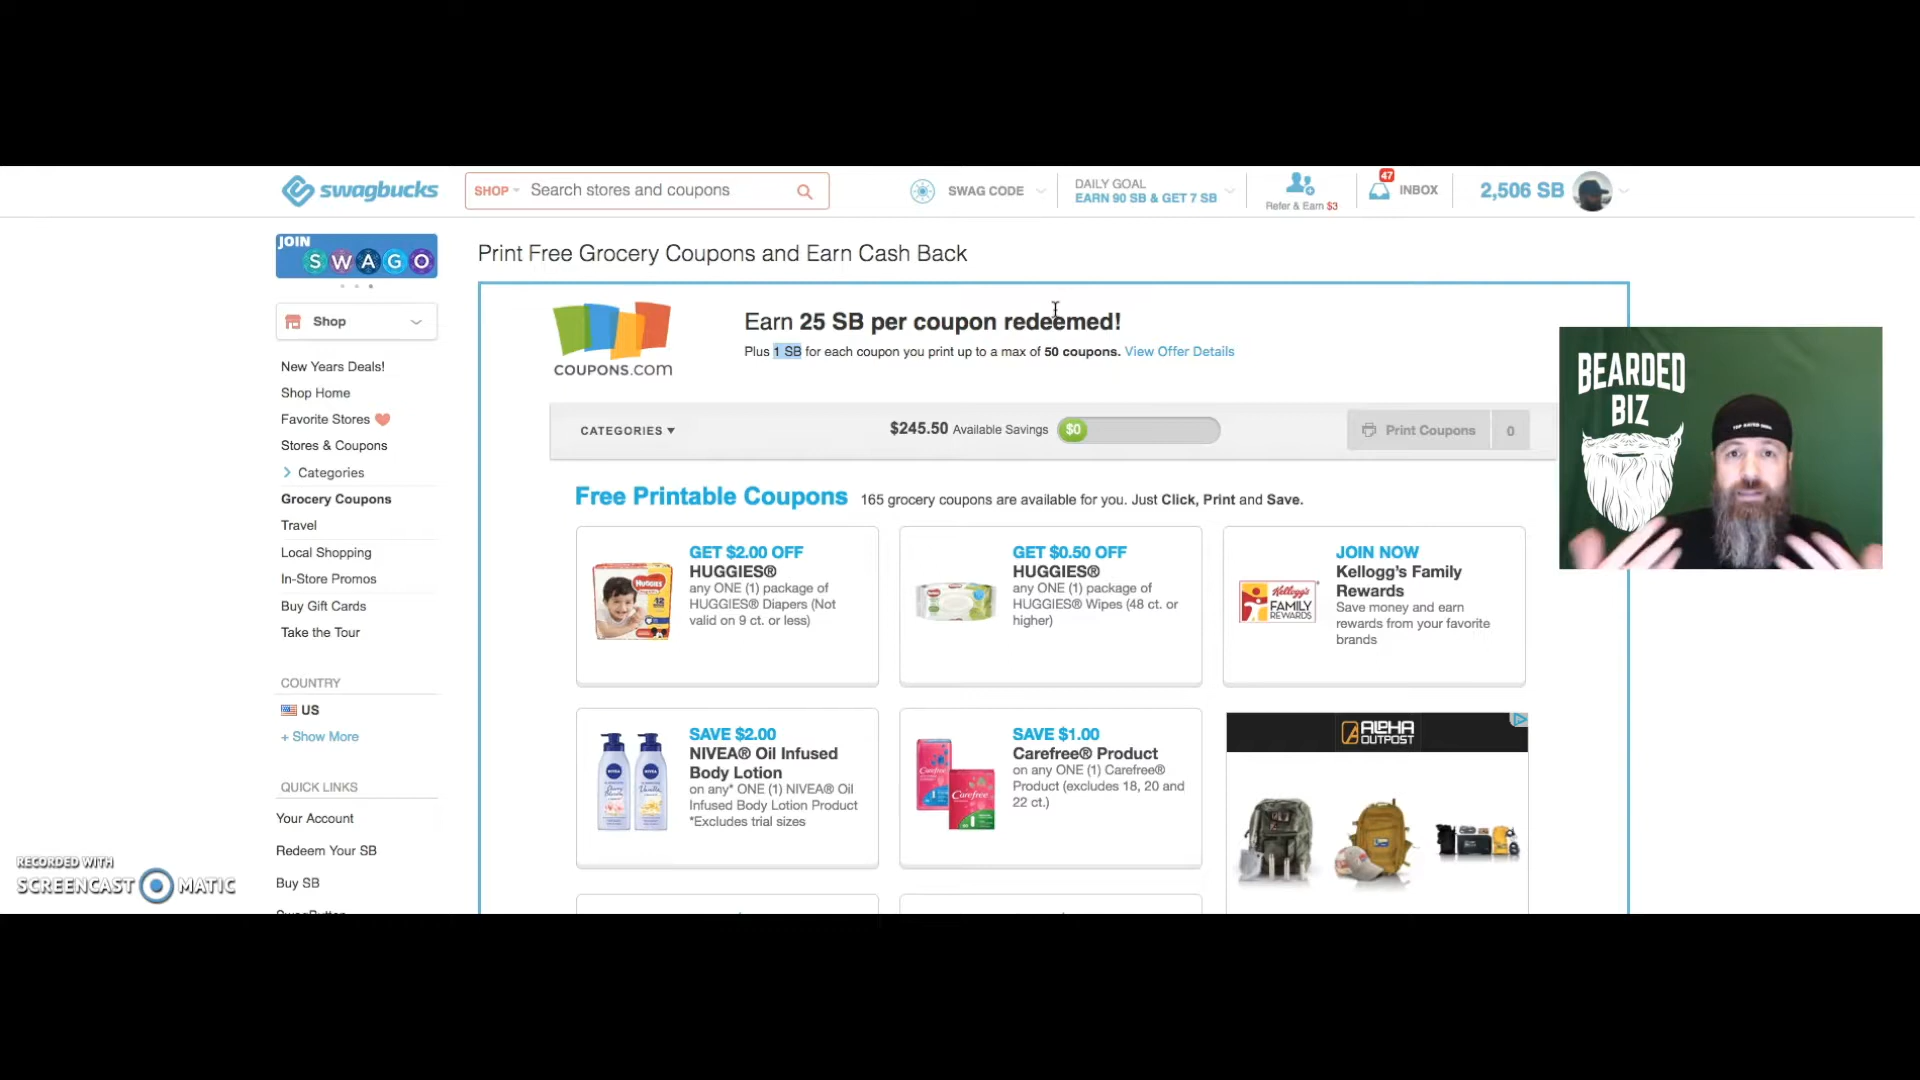 swagbucks
SHOP
Search stores and coupons
SWAG CODE
DAILY GOAL
EARN 90 SB & GET 7 SB
Refer & Earn $3
47
INBOX
2,506 SB
JOIN
SWAGO
Shop
New Years Deals!
Shop Home
Favorite Stores
Stores & Coupons
Categories
Grocery Coupons
Travel
Local Shopping
In-Store Promos
Buy Gift Cards
Take the Tour
COUNTRY
US
+ Show More
QUICK LINKS
Your Account
Redeem Your SB
Buy SB
Print Free Grocery Coupons and Earn Cash Back
COUPONS.com
Earn 25 SB per coupon redeemed!
Plus 1 SB for each coupon you print up to a max of 50 coupons. View Offer Details
CATEGORIES
$245.50 Available Savings
$0
Print Coupons
0
Free Printable Coupons
165 grocery coupons are available for you. Just Click, Print and Save.
GET $2.00 OFF
HUGGIES®
any ONE (1) package of
HUGGIES® Diapers (Not
valid on 9 ct. or less)
GET $0.50 OFF
HUGGIES®
any ONE (1) package of
HUGGIES® Wipes (48 ct. or
higher)
Kellogg's
FAMILY
REWARDS
JOIN NOW
Kellogg's Family
Rewards
Save money and earn
rewards from your favorite
brands
SAVE $2.00
NIVEA® Oil Infused
Body Lotion
on any* ONE (1) NIVEA® Oil
Infused Body Lotion Product
*Excludes trial sizes
Carefree
Carefree
SAVE $1.00
Carefree® Product
on any ONE (1) Carefree®
Product (excludes 18, 20 and
22 ct.)
ALPHA
OUTPOST
BEARDED
BIZ
RECORDED WITH
SCREENCAST MATIC